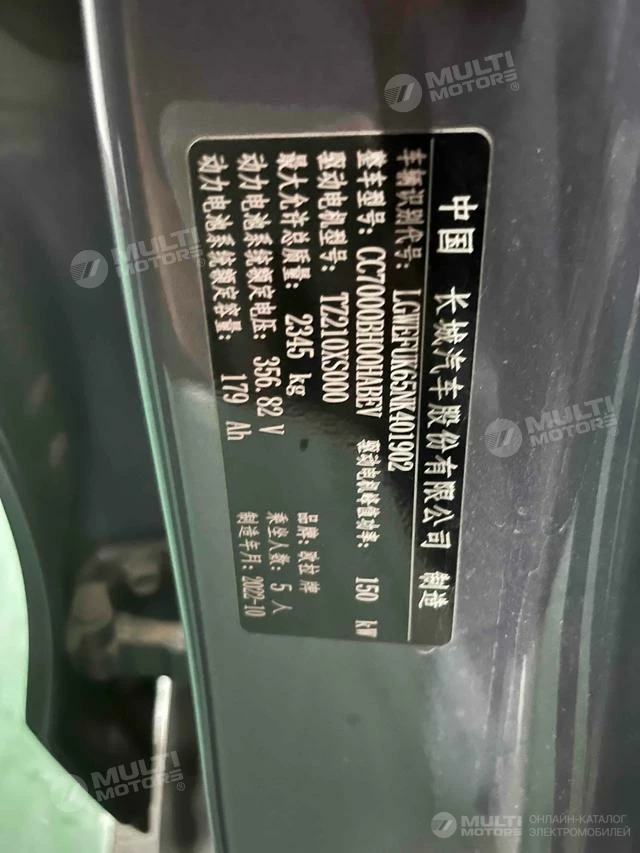 中国 长城汽车股份有限公司 制造
车辆识别代号: LGWEFUK65NK401902
整车型号: CC7000BH00HABEV 驱动电机峰值功率: 150 kW
驱动电机型号: TZ210XS000
最大允许总质量: 2345 kg 品牌: 欧拉牌
动力电池系统额定电压: 356.82 V 乘坐人数: 5 人
动力电池系统额定容量: 179 Ah 制造年月: 2022-10
MULTI MOTORS®
MULTI MOTORS®
MULTI MOTORS®
MULTI MOTORS®
MULTI MOTORS®
ОНЛАЙН-КАТАЛОГ
ЭЛЕКТРОМОБИЛЕЙ